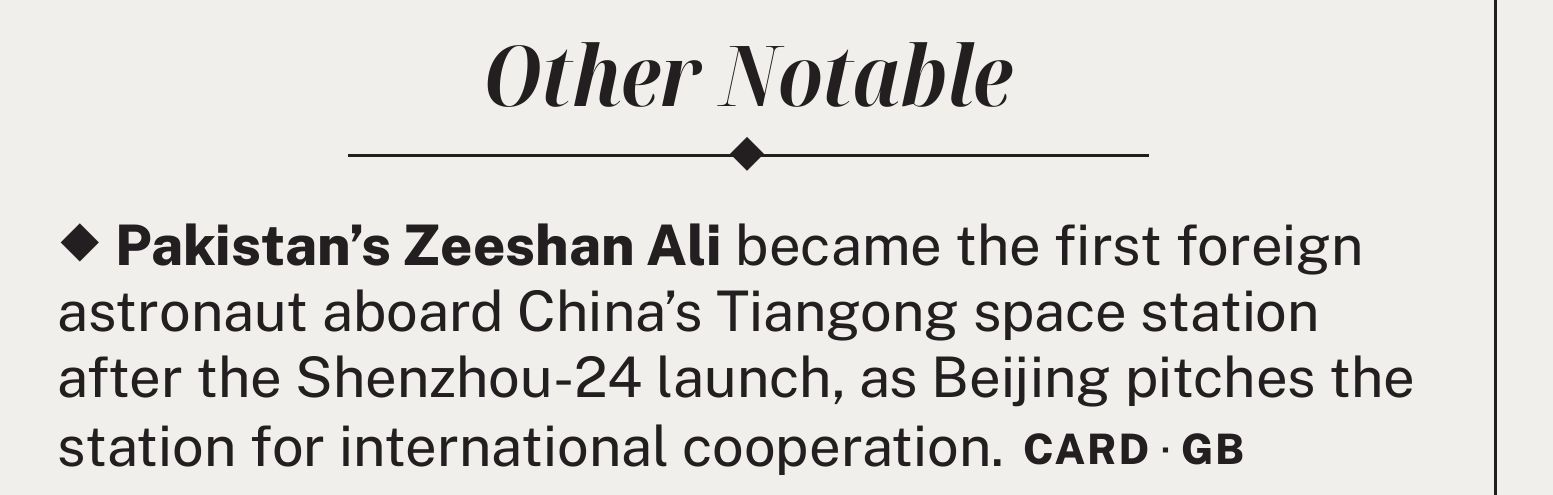 Other Notable
◆ Pakistan’s Zeeshan Ali became the first foreign
astronaut aboard China’s Tiangong space station
after the Shenzhou-24 launch, as Beijing pitches the
station for international cooperation. CARD · GB